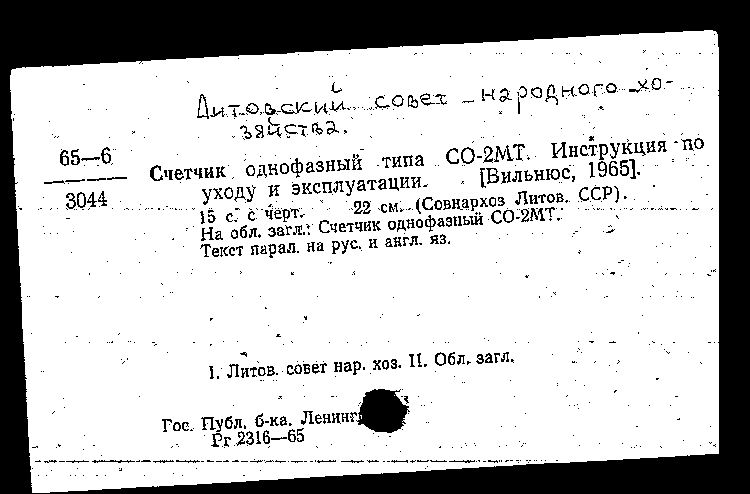 Литовский совет народного хо-
зяйства.
65—6
3044
Счетчик однофазный типа СО-2МТ. Инструкция по
уходу и эксплуатации. [Вильнюс, 1965].
15 с. с черт. 22 см. (Совнархоз Литов. ССР).
На обл. загл.: Счетчик однофазный СО-2МТ.
Текст парал. на рус. и англ. яз.
I. Литов. совет нар. хоз. II. Обл. загл.
Гос. Публ. б-ка. Ленингр
Рг 2316—65